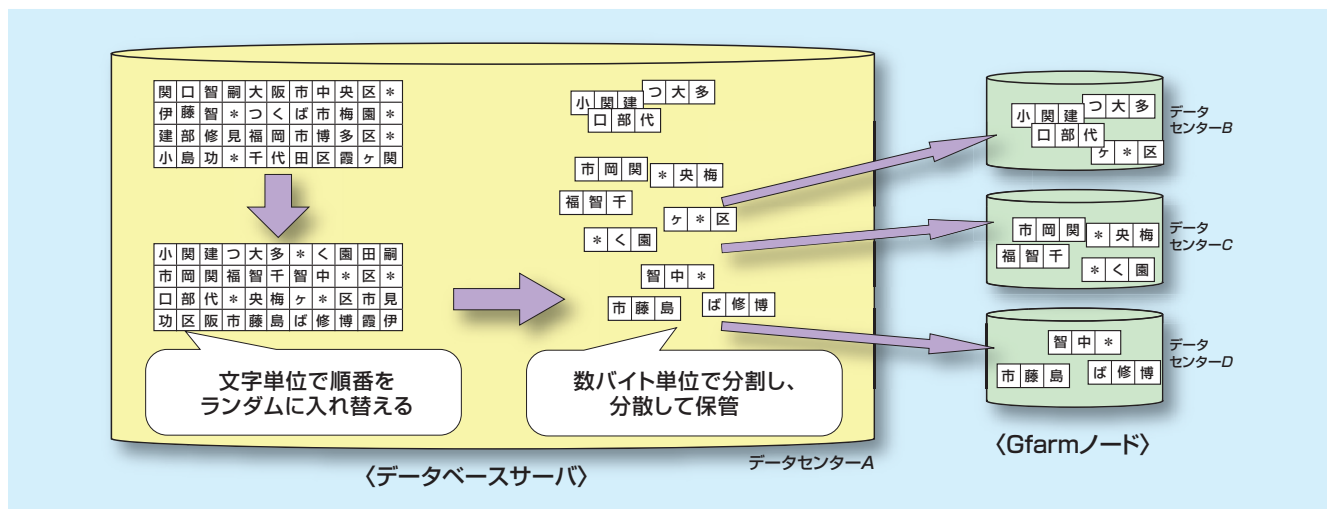 関口智嗣大阪市中央区*
伊藤智*つくば市梅園*
建部修見福岡市博多区*
小島功*千代田区霞ヶ関
小関建つ大多*く園田嗣
市岡関福智千智中*区*
口部代*央梅ヶ*区市見
功区阪市藤島ば修博霞伊
文字単位で順番を
ランダムに入れ替える
小関建
つ大多
口部代
市岡関
*央梅
福智千
ヶ*区
*く園
智中*
市藤島
ば修博
数バイト単位で分割し、
分散して保管
〈データベースサーバ〉
データセンターA
小関建
つ大多
口部代
ヶ*区
データ
センターB
市岡関
*央梅
福智千
*く園
データ
センターC
智中*
市藤島
ば修博
データ
センターD
〈Gfarmノード〉